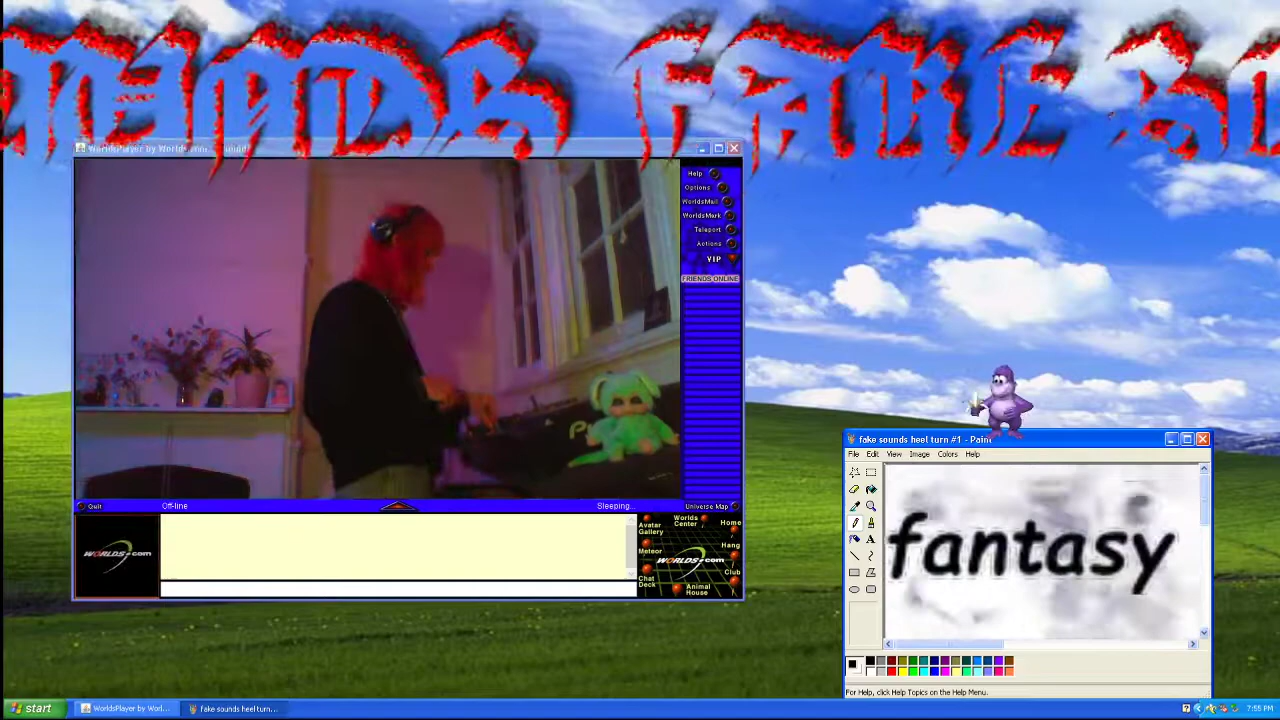 FAKE
Help
Options
WorldsMail
WorldsMark
Teleport
Actions
VIP
FRIENDS ONLINE
Quit
Off-line
Sleeping...
Universe Map
WORLDS.com
Avatar Gallery
Worlds Center
Home
Meteor
Hang
WORLDS.com
Chat Deck
Animal House
Club
fake sounds heel turn #1 - Paint
File Edit View Image Colors Help
fantasy
For Help, click Help Topics on the Help Menu.
start
WorldsPlayer by Worl...
fake sounds heel turn...
7:55 PM